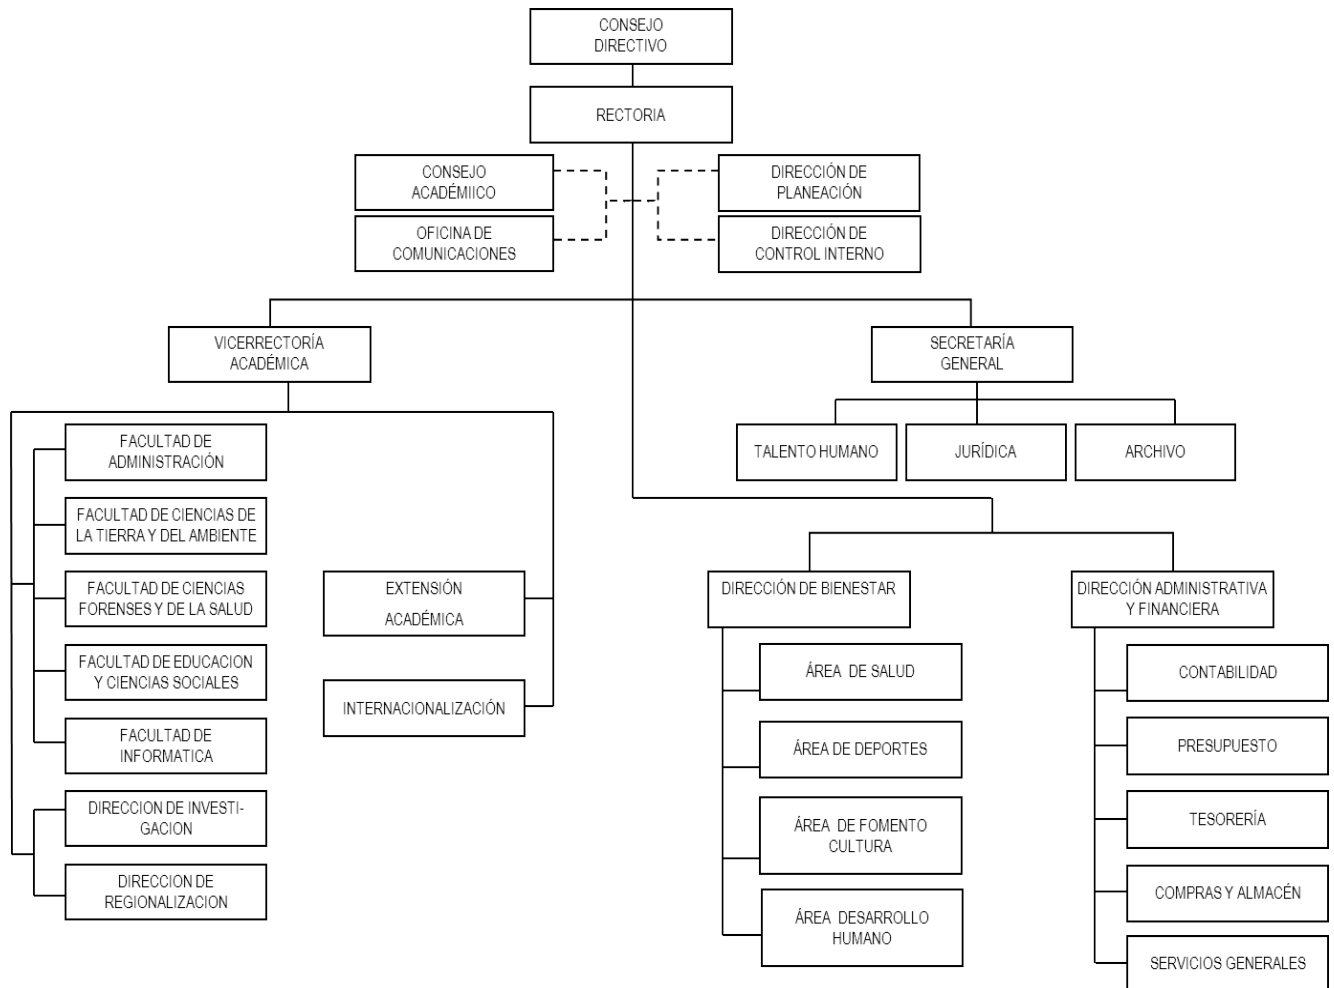 CONSEJO
DIRECTIVO
RECTORIA
CONSEJO
ACADÉMIICO
DIRECCIÓN DE
PLANEACIÓN
OFICINA DE
COMUNICACIONES
DIRECCIÓN DE
CONTROL INTERNO
VICERRECTORÍA
ACADÉMICA
SECRETARÍA
GENERAL
FACULTAD DE
ADMINISTRACIÓN
FACULTAD DE CIENCIAS DE
LA TIERRA Y DEL AMBIENTE
FACULTAD DE CIENCIAS
FORENSES Y DE LA SALUD
FACULTAD DE EDUCACION
Y CIENCIAS SOCIALES
FACULTAD DE
INFORMATICA
DIRECCION DE INVESTI-
GACION
DIRECCION DE
REGIONALIZACION
EXTENSIÓN
ACADÉMICA
INTERNACIONALIZACIÓN
TALENTO HUMANO
JURÍDICA
ARCHIVO
DIRECCIÓN DE BIENESTAR
ÁREA DE SALUD
ÁREA DE DEPORTES
ÁREA DE FOMENTO
CULTURA
ÁREA DESARROLLO
HUMANO
DIRECCIÓN ADMINISTRATIVA
Y FINANCIERA
CONTABILIDAD
PRESUPUESTO
TESORERÍA
COMPRAS Y ALMACÉN
SERVICIOS GENERALES